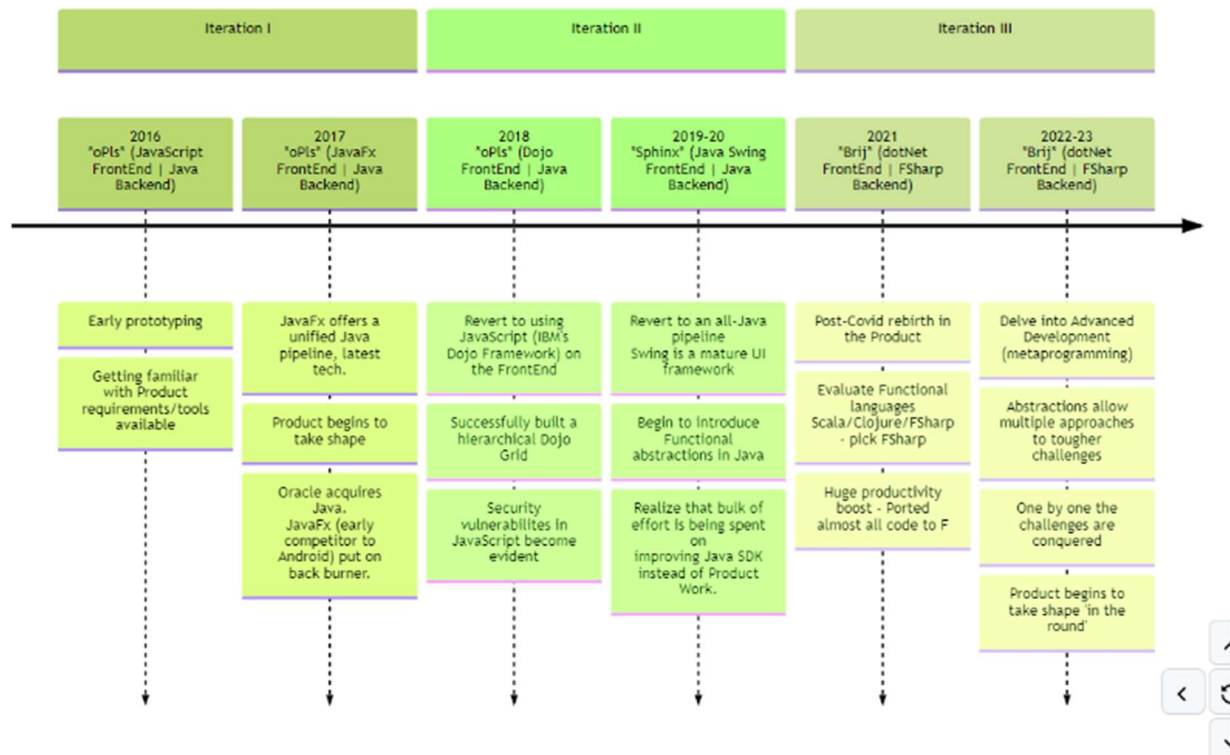 Iteration I
Iteration II
Iteration III
2016
"oPls" (JavaScript
FrontEnd | Java
Backend)
2017
"oPls" (JavaFx
FrontEnd | Java
Backend)
2018
"oPls" (Dojo
FrontEnd | Java
Backend)
2019-20
"Sphinx" (Java Swing
FrontEnd | Java
Backend)
2021
"Brij" (dotNet
FrontEnd | FSharp
Backend)
2022-23
"Brij" (dotNet
FrontEnd | FSharp
Backend)
Early prototyping
Getting familiar
with Product
requirements/tools
available
JavaFx offers a
unified Java
pipeline, latest
tech.
Product begins to
take shape
Oracle acquires
Java.
JavaFx (early
competitor to
Android) put on
back burner.
Revert to using
JavaScript (IBM's
Dojo Framework) on
the FrontEnd
Successfully built a
hierarchical Dojo
Grid
Security
vulnerabilites in
JavaScript become
evident
Revert to an all-Java
pipeline
Swing is a mature UI
framework
Begin to introduce
Functional
abstractions in Java
Realize that bulk of
effort is being spent
on
improving Java SDK
instead of Product
Work.
Post-Covid rebirth in
the Product
Evaluate Functional
languages
Scala/Clojure/FSharp
- pick FSharp
Huge productivity
boost - Ported
almost all code to F
Delve into Advanced
Development
(metaprogramming)
Abstractions allow
multiple approaches
to tougher
challenges
One by one the
challenges are
conquered
Product begins to
take shape 'in the
round'